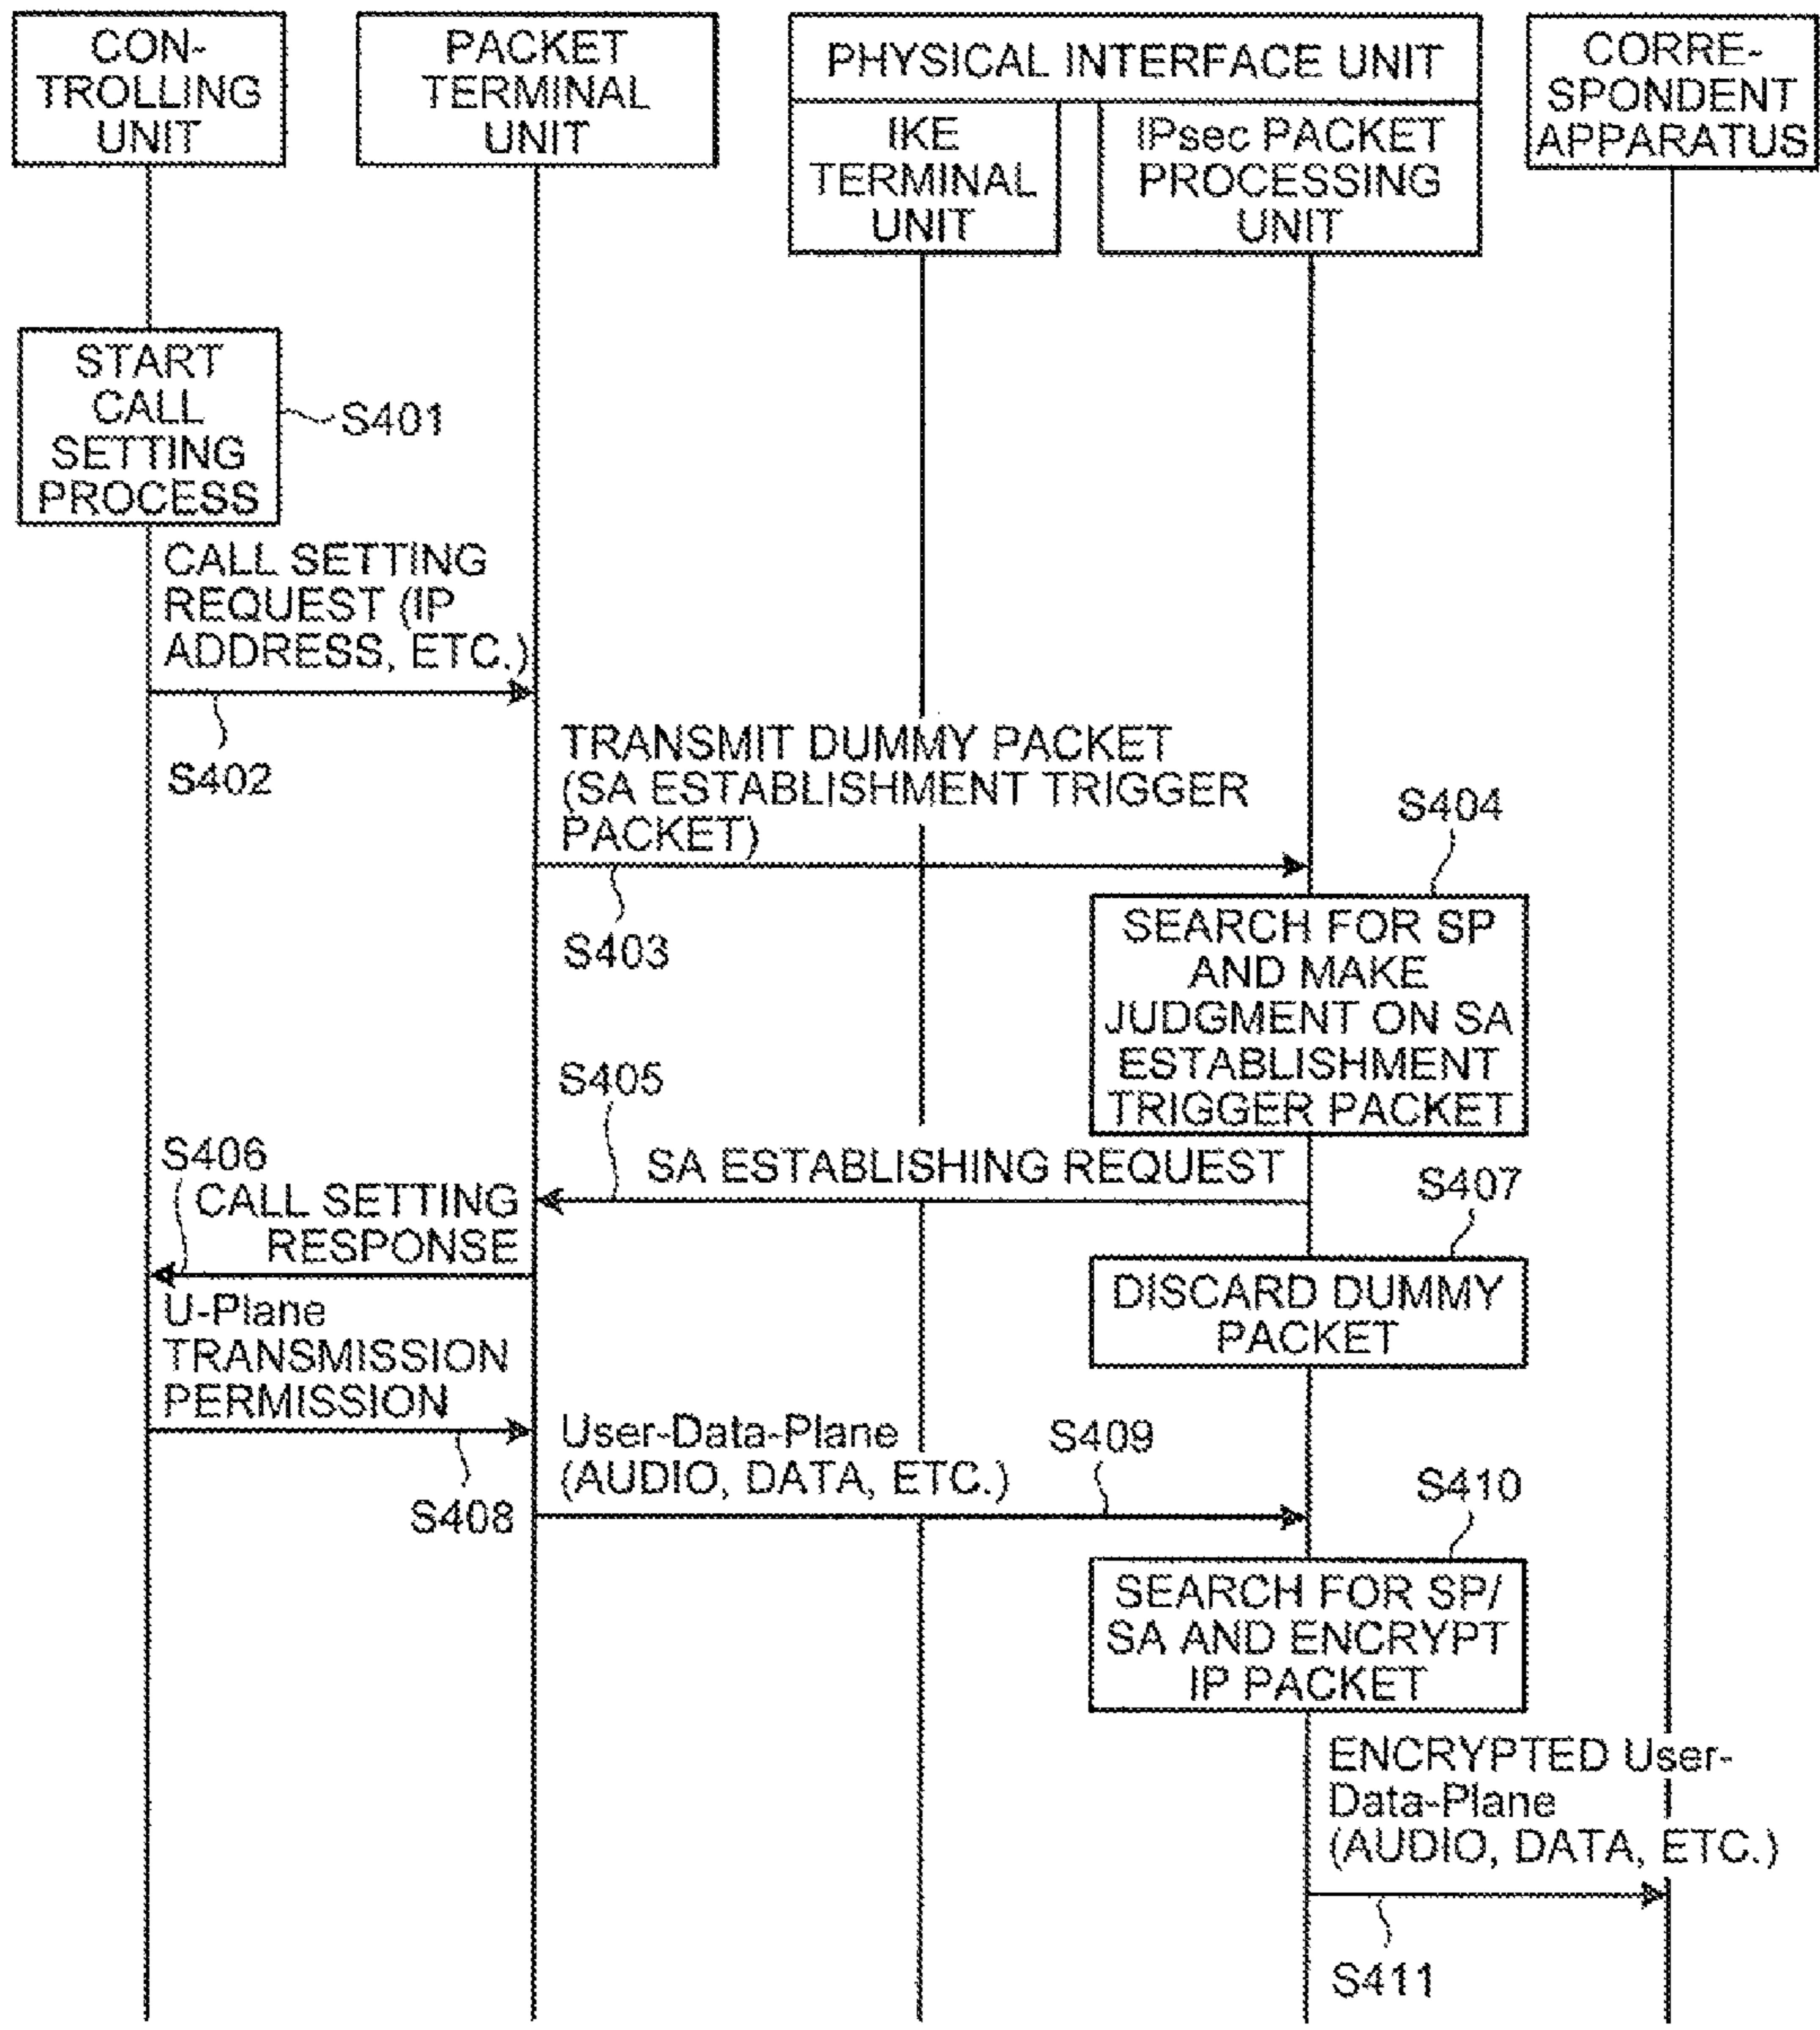 CON-
TROLLING
UNIT
PACKET
TERMINAL
UNIT
PHYSICAL INTERFACE UNIT
IKE
TERMINAL
UNIT
IPsec PACKET
PROCESSING
UNIT
CORRE-
SPONDENT
APPARATUS
START
CALL
SETTING
PROCESS
S401
CALL SETTING
REQUEST (IP
ADDRESS, ETC.)
S402
TRANSMIT DUMMY PACKET
(SA ESTABLISHMENT TRIGGER
PACKET)
S403
S404
SEARCH FOR SP
AND MAKE
JUDGMENT ON SA
ESTABLISHMENT
TRIGGER PACKET
S405
SA ESTABLISHING REQUEST
S406
CALL SETTING
RESPONSE
S407
DISCARD DUMMY
PACKET
U-Plane
TRANSMISSION
PERMISSION
S408
User-Data-Plane
(AUDIO, DATA, ETC.)
S409
S410
SEARCH FOR SP/
SA AND ENCRYPT
IP PACKET
ENCRYPTED User-
Data-Plane
(AUDIO, DATA, ETC.)
S411